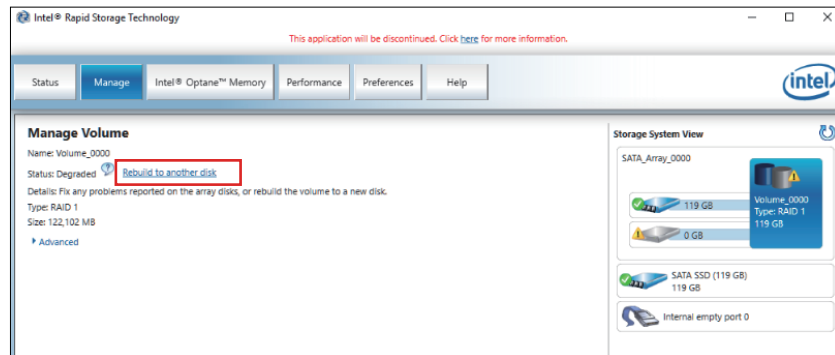 Intel® Rapid Storage Technology
This application will be discontinued. Click here for more information.
Status
Manage
Intel® Optane™ Memory
Performance
Preferences
Help
intel
Manage Volume
Name: Volume_0000
Status: Degraded ? Rebuild to another disk
Details: Fix any problems reported on the array disks, or rebuild the volume to a new disk.
Type: RAID 1
Size: 122,102 MB
Advanced
Storage System View
SATA_Array_0000
119 GB
0 GB
Volume_0000
Type: RAID 1
119 GB
SATA SSD (119 GB)
119 GB
Internal empty port 0